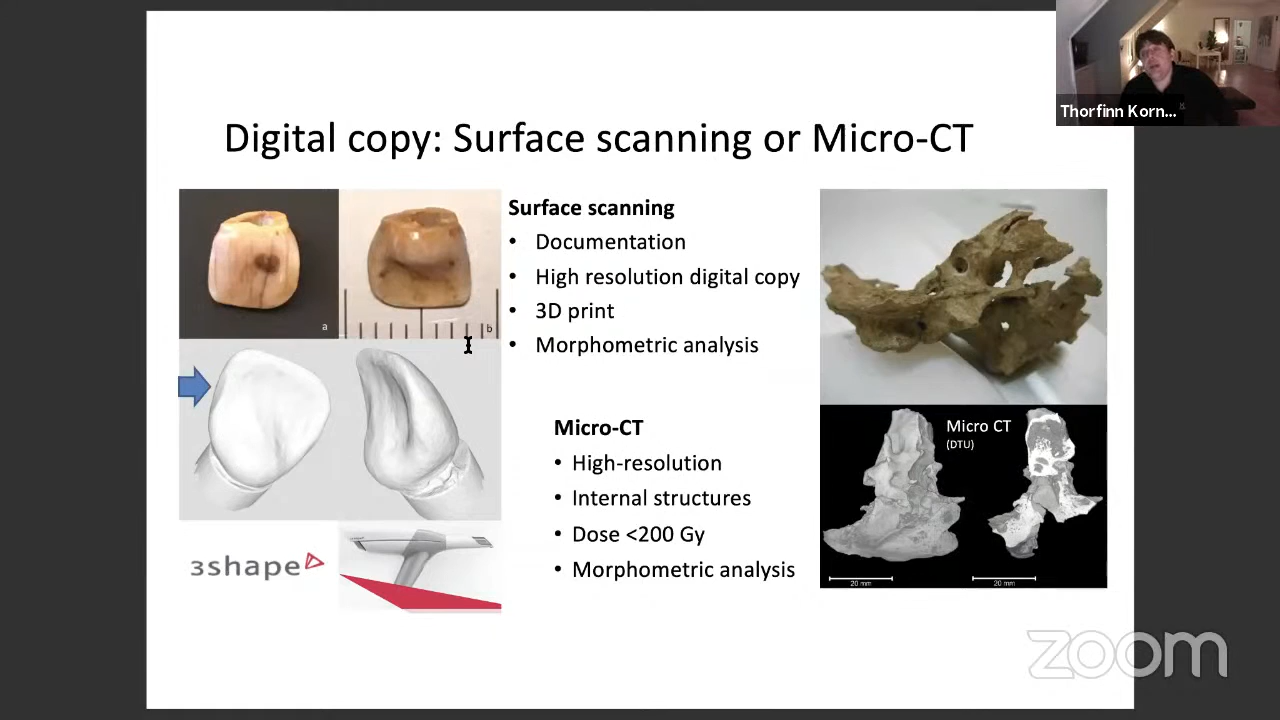 Thorfinn Korn...
Digital copy: Surface scanning or Micro-CT
a
b
Surface scanning
• Documentation
• High resolution digital copy
• 3D print
• Morphometric analysis
Micro-CT
• High-resolution
• Internal structures
• Dose <200 Gy
• Morphometric analysis
Micro CT
(DTU)
20 mm
20 mm
3shape
zoom